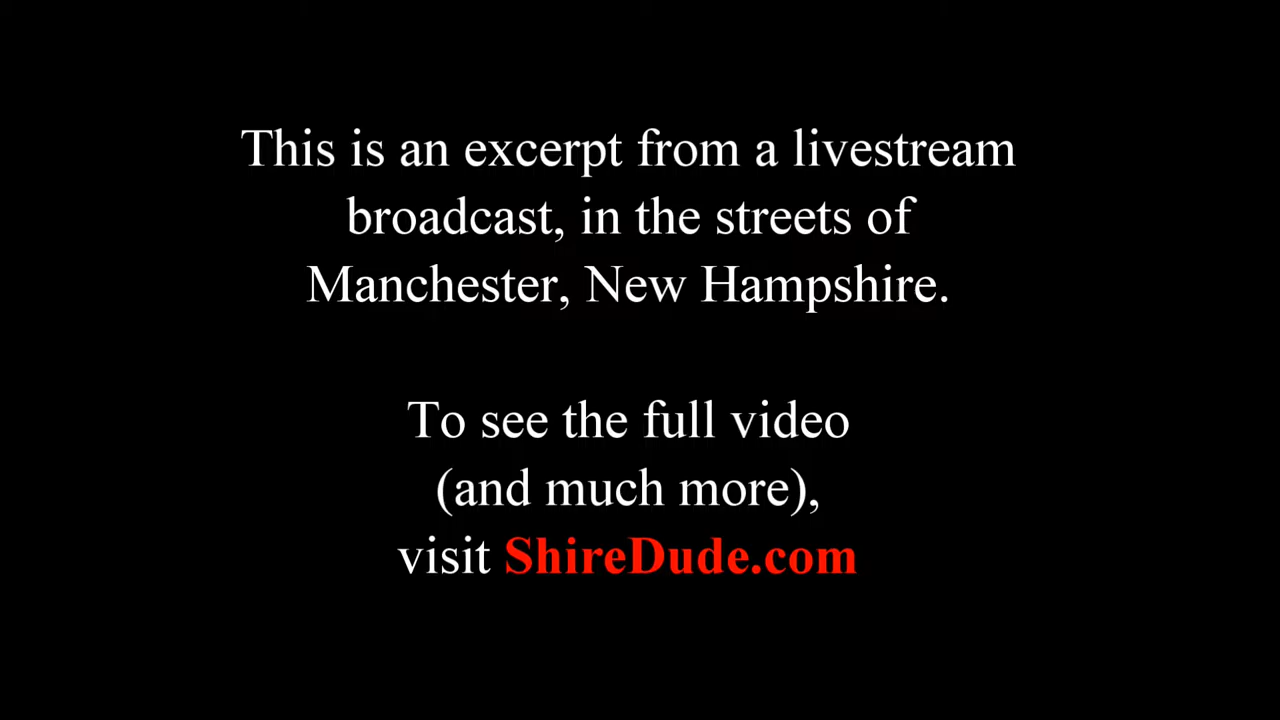 This is an excerpt from a livestream
broadcast, in the streets of
Manchester, New Hampshire.
To see the full video
(and much more),
visit ShireDude.com